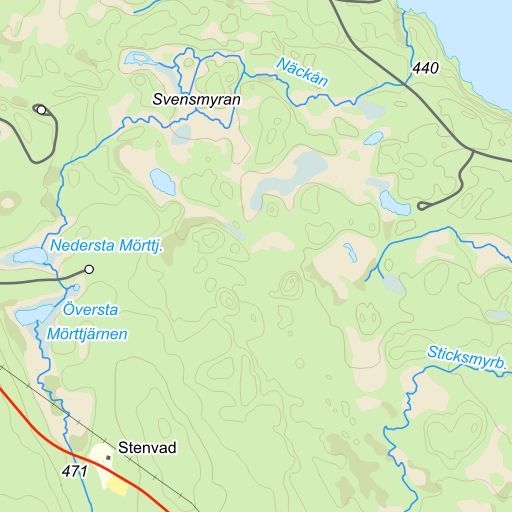 Näckån
440
Svensmyran
Nedersta Mörttj.
Översta
Mörttjärnen
Sticksmyrb.
Stenvad
471